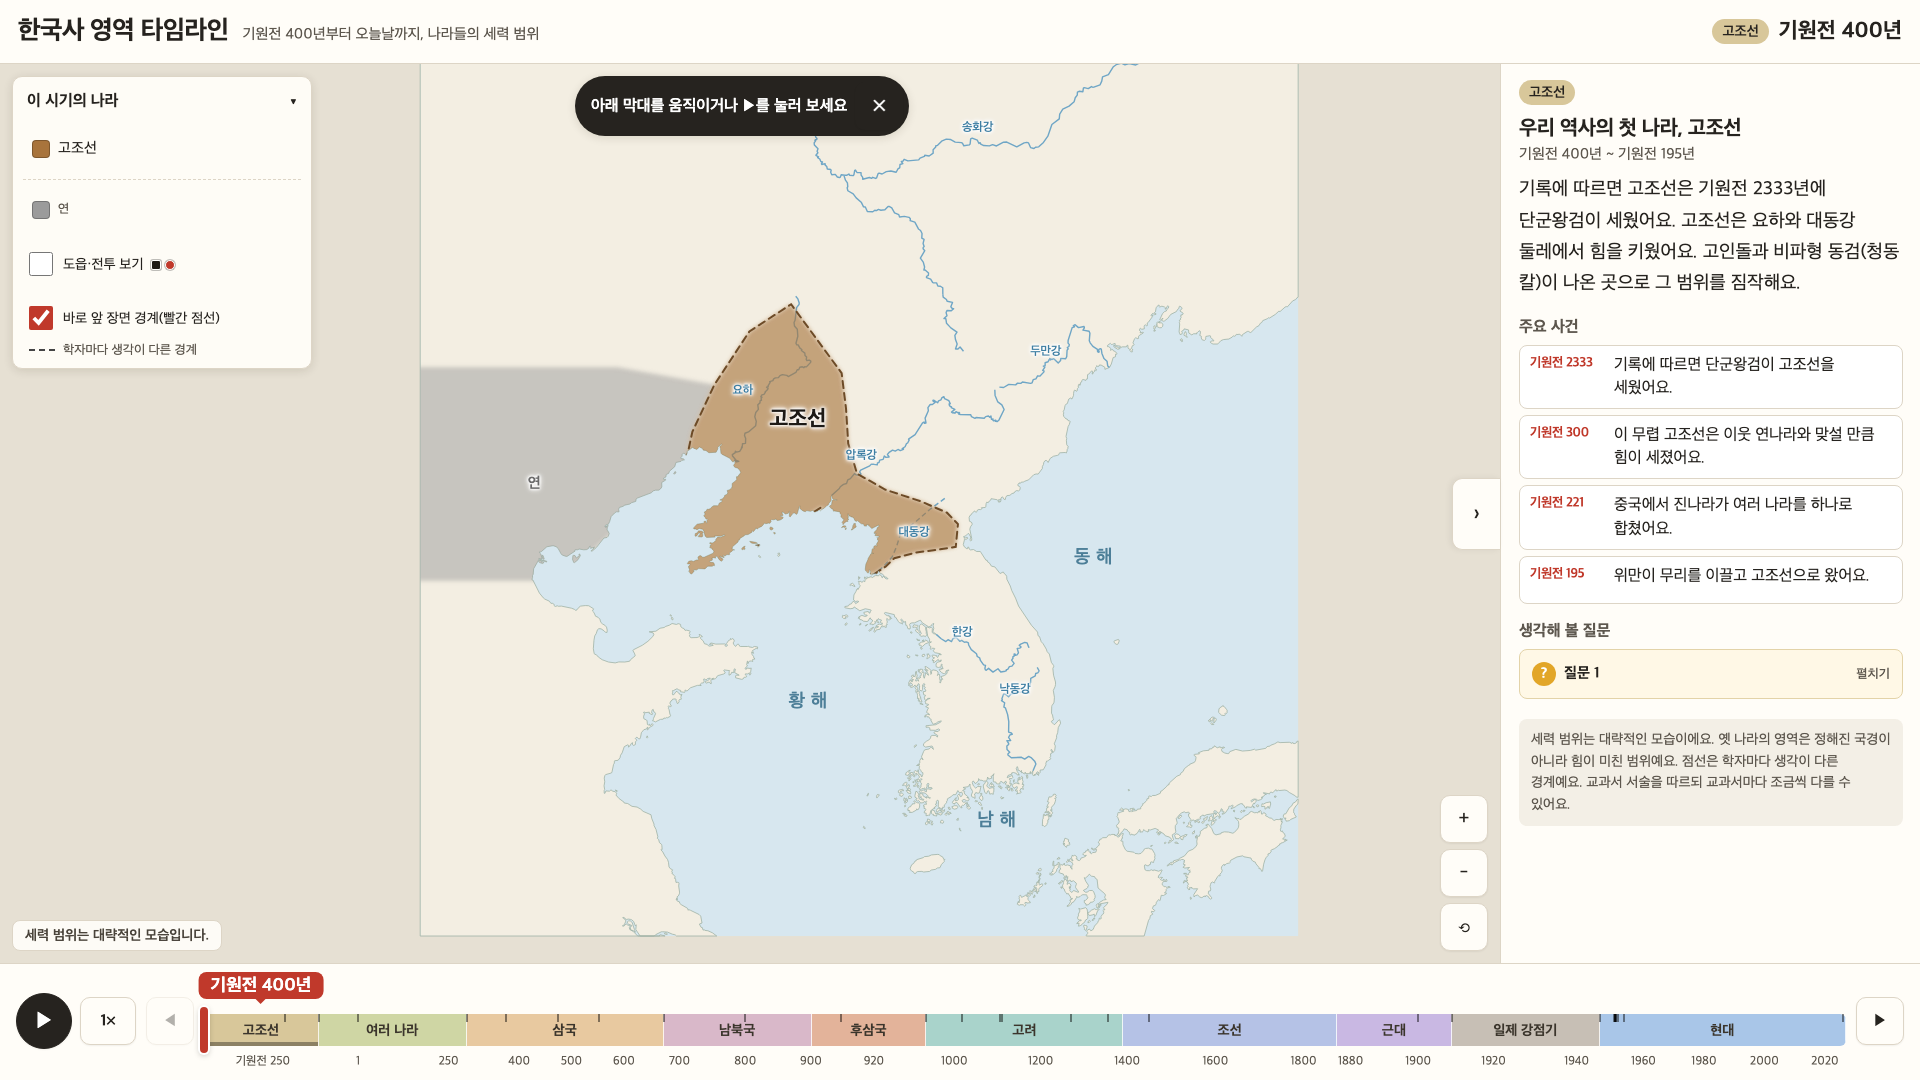 한국사 영역 타임라인
기원전 400년부터 오늘날까지, 나라들의 세력 범위
고조선
기원전 400년
이 시기의 나라
고조선
연
도읍·전투 보기
바로 앞 장면 경계(빨간 점선)
학자마다 생각이 다른 경계
아래 막대를 움직이거나 ▶를 눌러 보세요
송화강
두만강
요하
고조선
압록강
연
대동강
동 해
한강
낙동강
황 해
남 해
세력 범위는 대략적인 모습입니다.
고조선
우리 역사의 첫 나라, 고조선
기원전 400년 ~ 기원전 195년
기록에 따르면 고조선은 기원전 2333년에
단군왕검이 세웠어요. 고조선은 요하와 대동강
둘레에서 힘을 키웠어요. 고인돌과 비파형 동검(청동
칼)이 나온 곳으로 그 범위를 짐작해요.
주요 사건
기원전 2333
기록에 따르면 단군왕검이 고조선을
세웠어요.
기원전 300
이 무렵 고조선은 이웃 연나라와 맞설 만큼
힘이 세졌어요.
기원전 221
중국에서 진나라가 여러 나라를 하나로
합쳤어요.
기원전 195
위만이 무리를 이끌고 고조선으로 왔어요.
생각해 볼 질문
? 질문 1
펼치기
세력 범위는 대략적인 모습이에요. 옛 나라의 영역은 정해진 국경이
아니라 힘이 미친 범위예요. 점선은 학자마다 생각이 다른
경계예요. 교과서 서술을 따르되 교과서마다 조금씩 다를 수
있어요.
기원전 400년
1×
고조선 여러 나라 삼국 남북국 후삼국 고려 조선 근대 일제 강점기 현대
기원전 250 1 250 400 500 600 700 800 900 920 1000 1200 1400 1600 1800 1880 1900 1920 1940 1960 1980 2000 2020